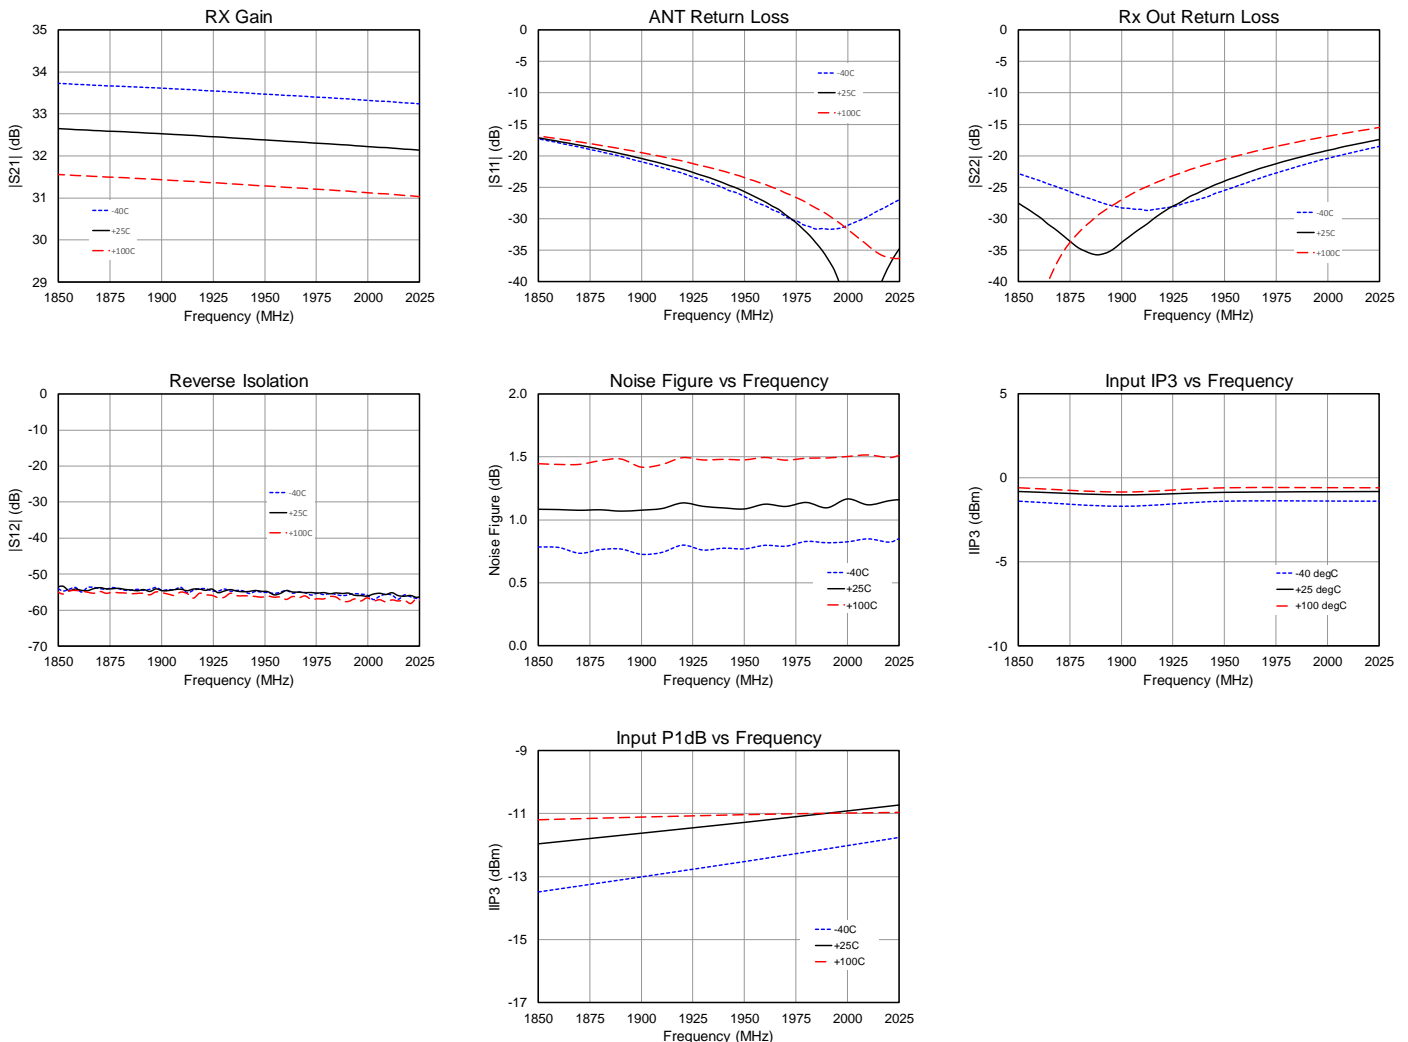 RX Gain
35
34
33
32
31
30
29
|S21| (dB)
-40C
+25C
+100C
1850 1875 1900 1925 1950 1975 2000 2025
Frequency (MHz)
ANT Return Loss
0
-5
-10
-15
-20
-25
-30
-35
-40
|S11| (dB)
-40C
+25C
+100C
1850 1875 1900 1925 1950 1975 2000 2025
Frequency (MHz)
Rx Out Return Loss
0
-5
-10
-15
-20
-25
-30
-35
-40
|S22| (dB)
-40C
+25C
+100C
1850 1875 1900 1925 1950 1975 2000 2025
Frequency (MHz)
Reverse Isolation
0
-10
-20
-30
-40
-50
-60
-70
|S12| (dB)
-40C
+25C
+100C
1850 1875 1900 1925 1950 1975 2000 2025
Frequency (MHz)
Noise Figure vs Frequency
2.0
1.5
1.0
0.5
0.0
Noise Figure (dB)
-40C
+25C
+100C
1850 1875 1900 1925 1950 1975 2000 2025
Frequency (MHz)
Input IP3 vs Frequency
5
0
-5
-10
IIP3 (dBm)
-40 degC
+25 degC
+100 degC
1850 1875 1900 1925 1950 1975 2000 2025
Frequency (MHz)
Input P1dB vs Frequency
-9
-11
-13
-15
-17
IIP3 (dBm)
-40C
+25C
+100C
1850 1875 1900 1925 1950 1975 2000 2025
Frequency (MHz)